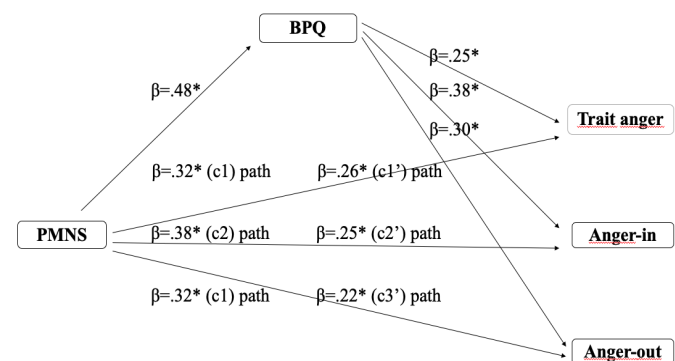 BPQ
β=.25*
β=.48*
β=.38*
Trait anger
β=.30*
β=.32* (c1) path β=.26* (c1’) path
PMNS
β=.38* (c2) path β=.25* (c2’) path
Anger-in
β=.32* (c1) path β=.22* (c3’) path
Anger-out